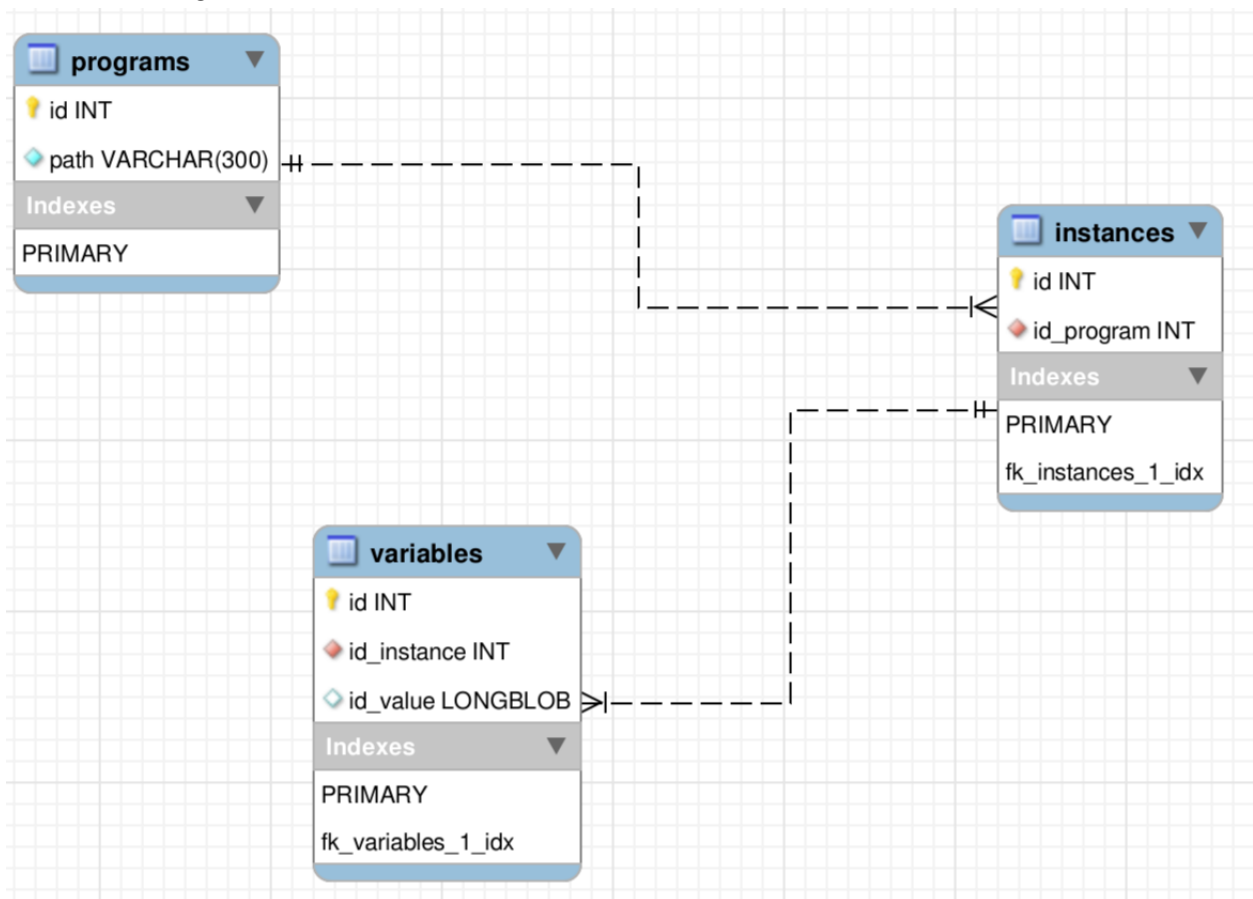 programs
id INT
path VARCHAR(300)
Indexes
PRIMARY
instances
id INT
id_program INT
Indexes
PRIMARY
fk_instances_1_idx
variables
id INT
id_instance INT
id_value LONGBLOB
Indexes
PRIMARY
fk_variables_1_idx